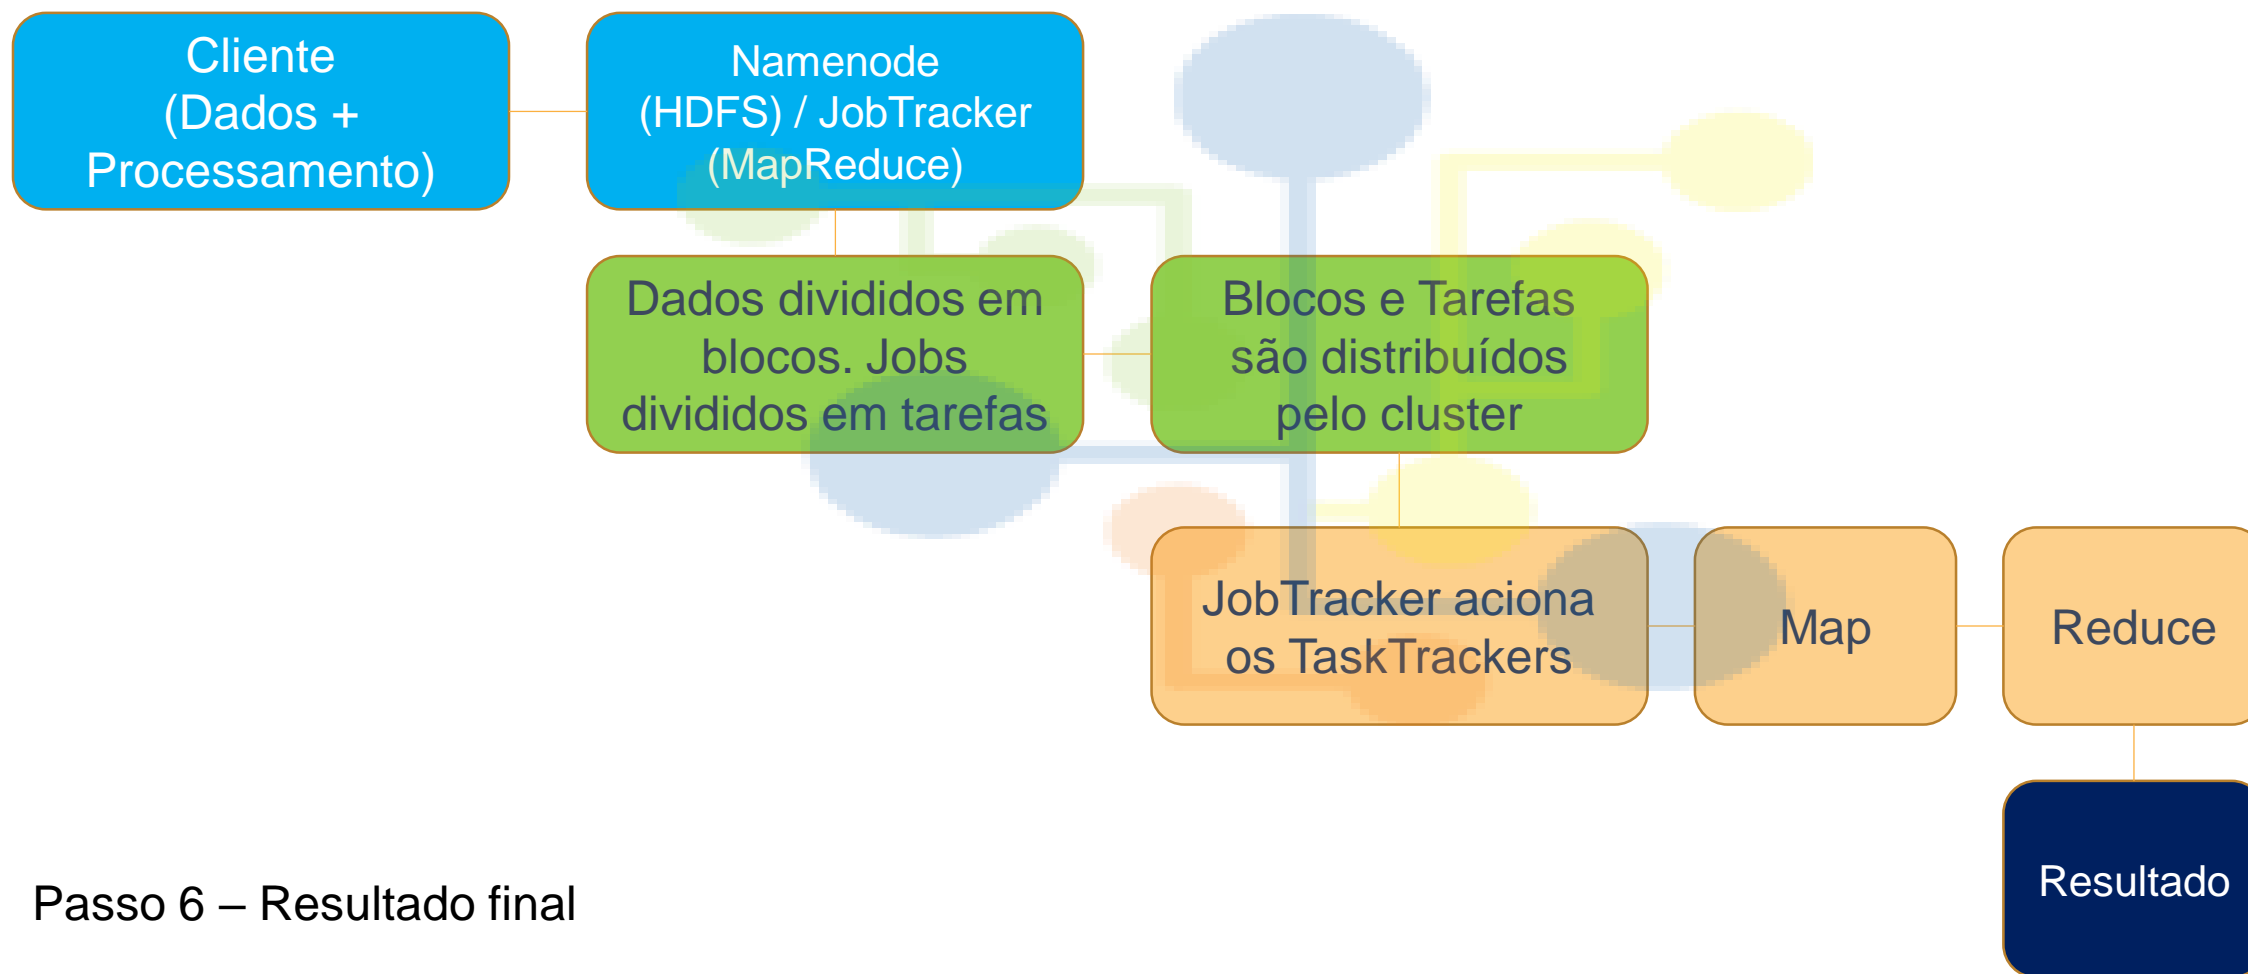 Cliente
(Dados +
Processamento)
Namenode
(HDFS) / JobTracker
(MapReduce)
Dados divididos em
blocos. Jobs
divididos em tarefas
Blocos e Tarefas
são distribuídos
pelo cluster
JobTracker aciona
os TaskTrackers
Map
Reduce
Resultado
Passo 6 – Resultado final